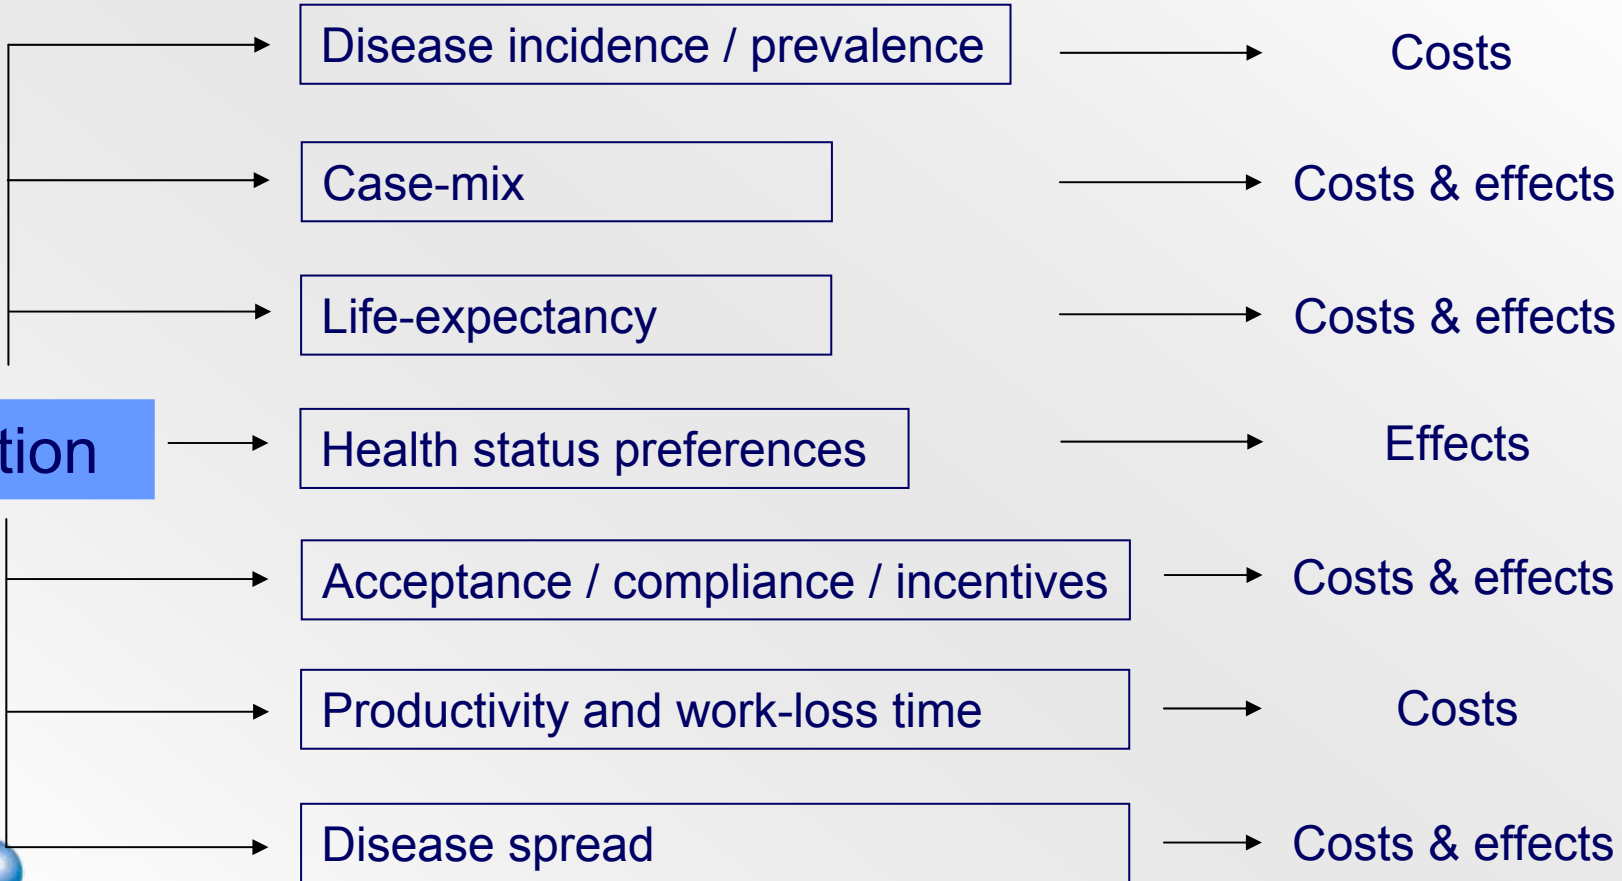 Disease incidence / prevalence Costs
Case-mix Costs & effects
Life-expectancy Costs & effects
tion Health status preferences Effects
Acceptance / compliance / incentives Costs & effects
Productivity and work-loss time Costs
Disease spread Costs & effects